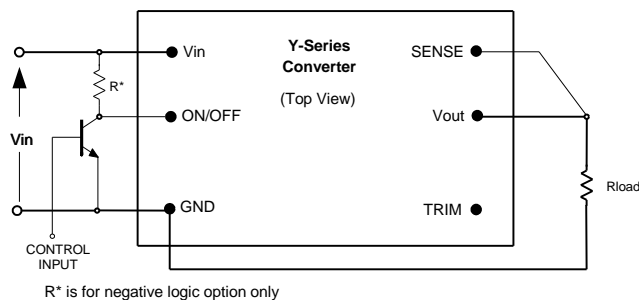 Y-Series
Converter
(Top View)
Vin
SENSE
R*
ON/OFF
Vout
Vin
Rload
GND
TRIM
CONTROL
INPUT
R* is for negative logic option only